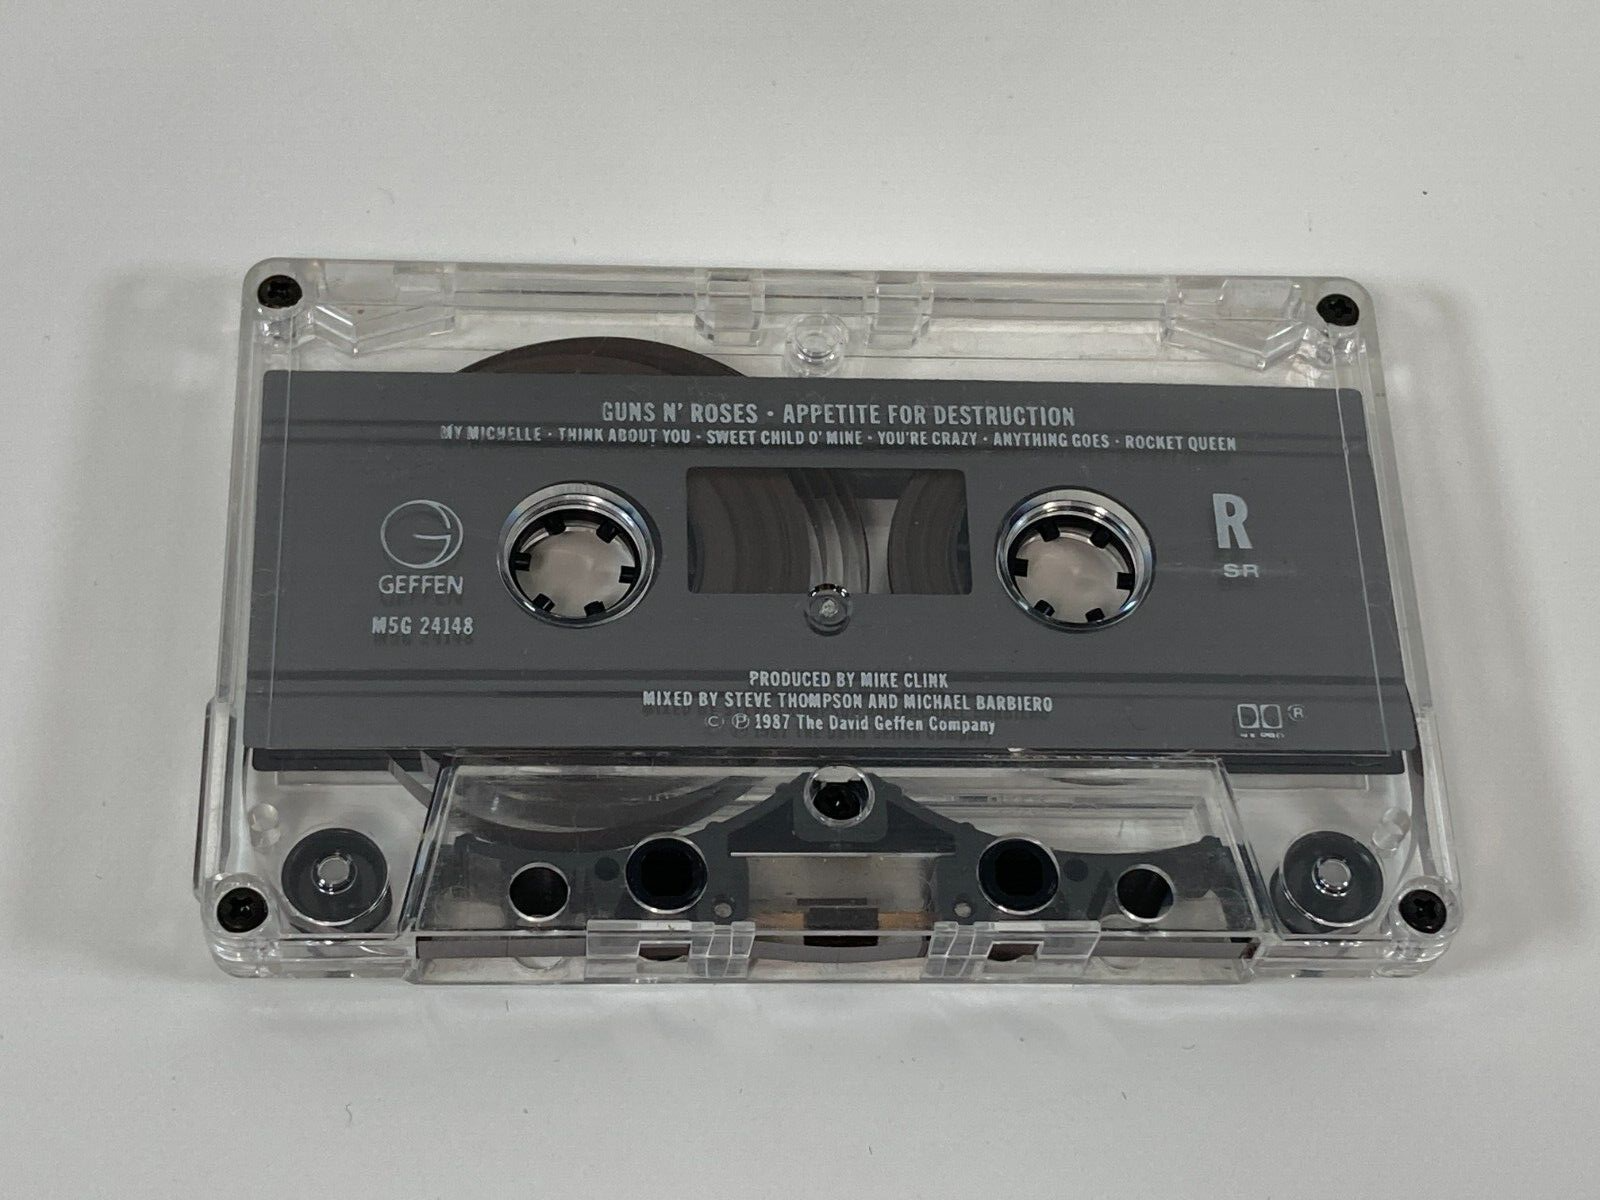 GUNS N' ROSES · APPETITE FOR DESTRUCTION
MY MICHELLE · THINK ABOUT YOU · SWEET CHILD O' MINE · YOU'RE CRAZY · ANYTHING GOES · ROCKET QUEEN
GEFFEN
M5G 24148
R
SR
PRODUCED BY MIKE CLINK
MIXED BY STEVE THOMPSON AND MICHAEL BARBIERO
© ℗ 1987 The David Geffen Company
®